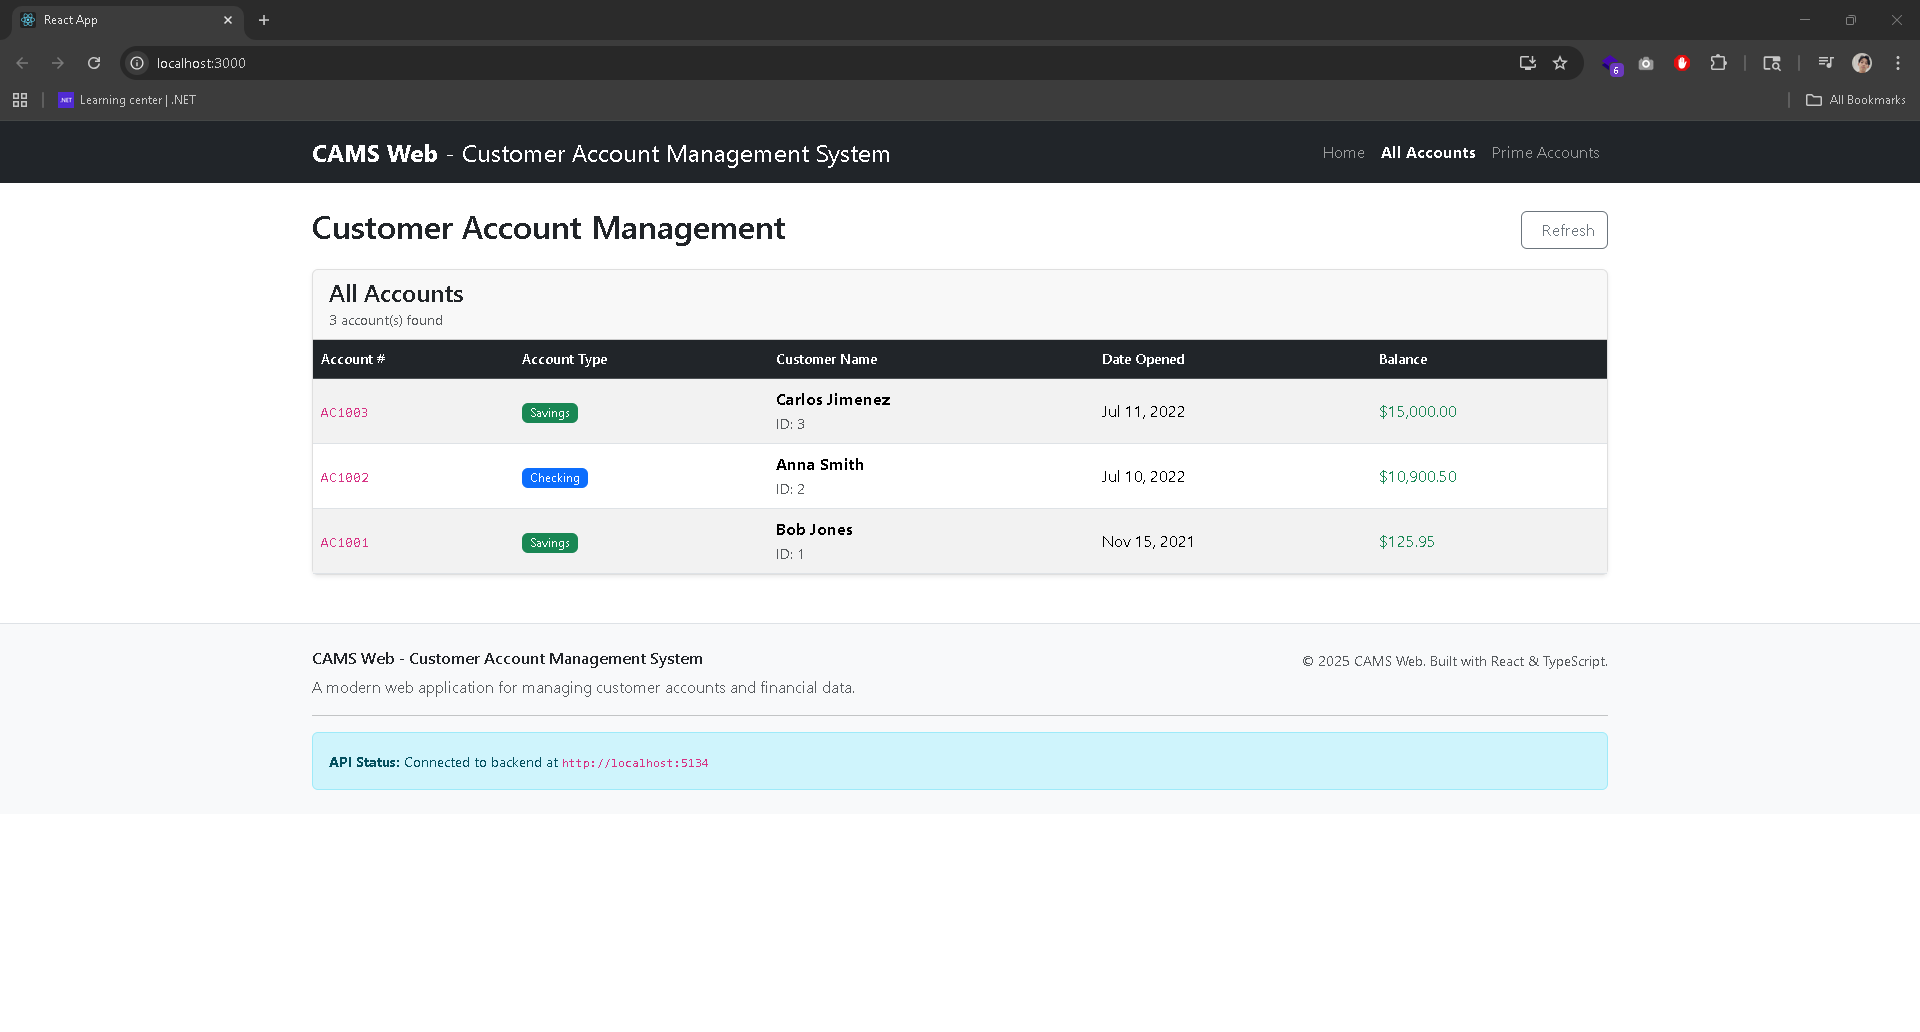 React App
localhost:3000
6
.NET Learning center | .NET
All Bookmarks
CAMS Web - Customer Account Management System
Home All Accounts Prime Accounts
Customer Account Management
Refresh
All Accounts
3 account(s) found
Account # Account Type Customer Name Date Opened Balance
AC1003 Savings Carlos Jimenez Jul 11, 2022 $15,000.00
ID: 3
AC1002 Checking Anna Smith Jul 10, 2022 $10,900.50
ID: 2
AC1001 Savings Bob Jones Nov 15, 2021 $125.95
ID: 1
CAMS Web - Customer Account Management System
© 2025 CAMS Web. Built with React & TypeScript.
A modern web application for managing customer accounts and financial data.
API Status: Connected to backend at http://localhost:5134